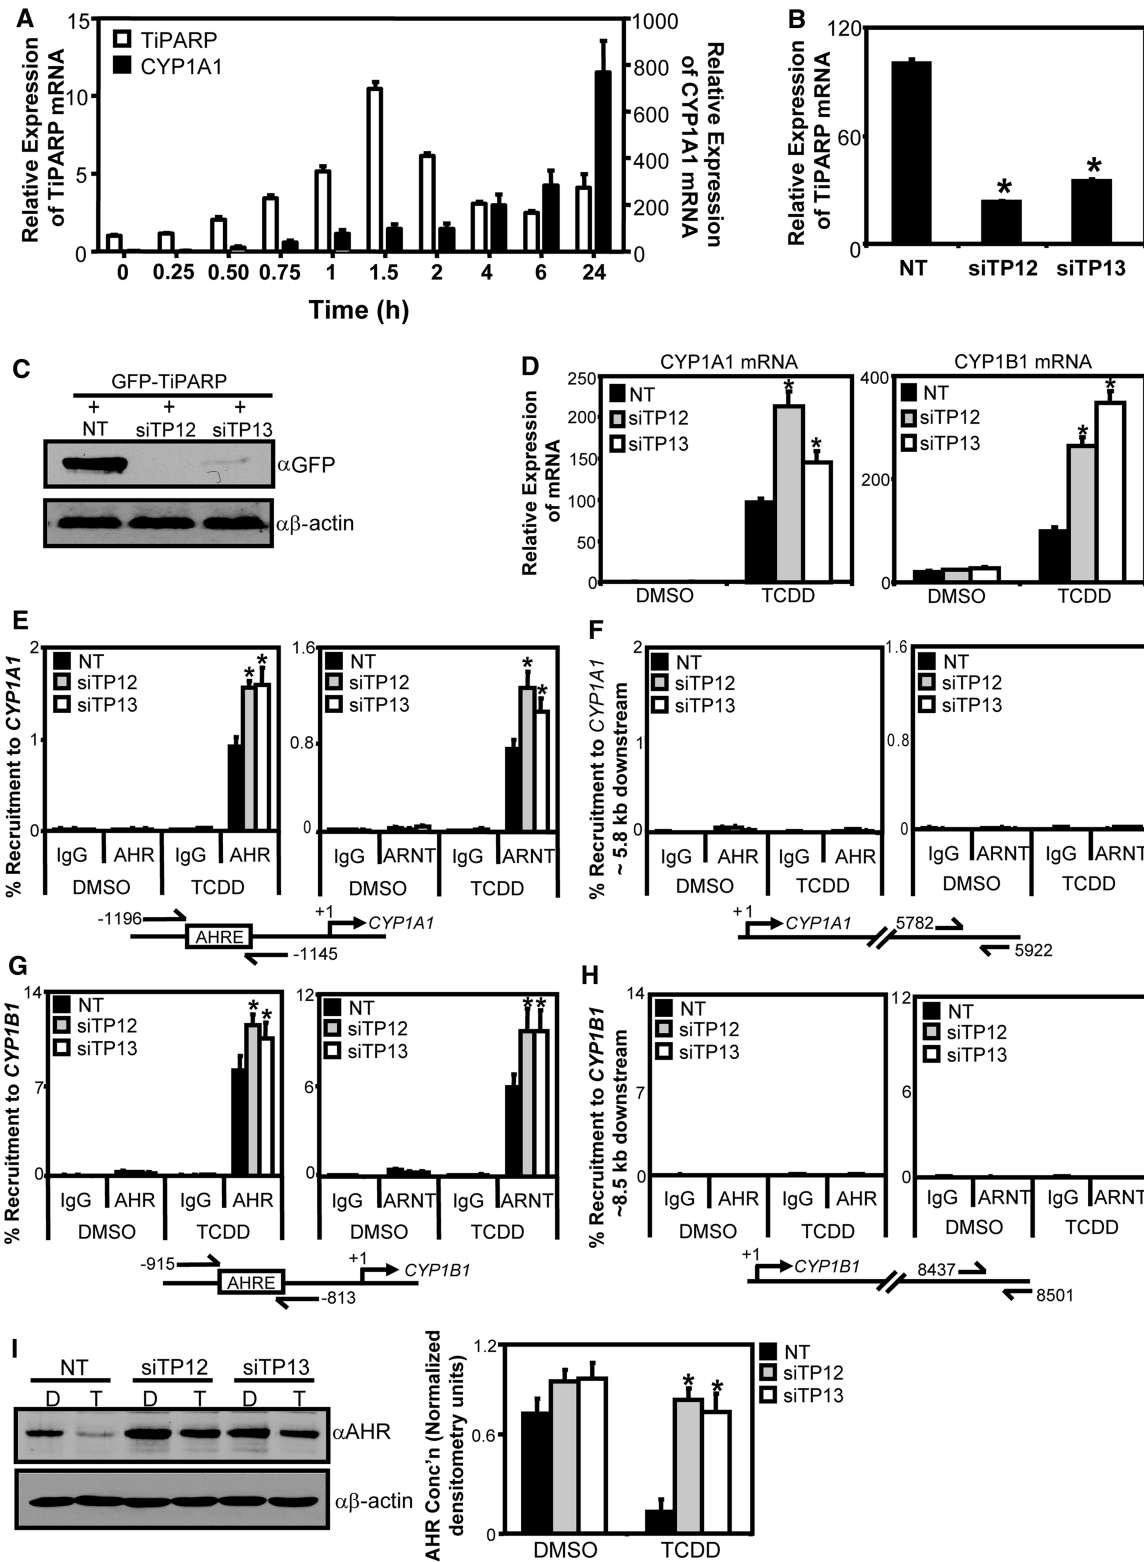 A
15
10
5
0
Relative Expression
of TiPARP mRNA
TiPARP
CYP1A1
1000
800
600
400
200
0
Relative Expression
of CYP1A1 mRNA
0 0.25 0.50 0.75 1 1.5 2 4 6 24
Time (h)
B
120
60
0
Relative Expression
of TiPARP mRNA
* *
NT siTP12 siTP13
C
GFP-TiPARP
+ + +
NT siTP12 siTP13
αGFP
αβ-actin
D
Relative Expression
of mRNA
CYP1A1 mRNA
250
200
150
100
50
0
NT
siTP12
siTP13
* *
DMSO TCDD
CYP1B1 mRNA
400
200
0
NT
siTP12
siTP13
* *
DMSO TCDD
E
% Recruitment to CYP1A1
2
1
0
NT
siTP12
siTP13
* *
IgG AHR IgG AHR
DMSO TCDD
1.6
0.8
0
NT
siTP12
siTP13
* *
IgG ARNT IgG ARNT
DMSO TCDD
-1196
AHRE
-1145
+1
CYP1A1
F
% Recruitment to CYP1A1
~ 5.8 kb downstream
2
1
0
NT
siTP12
siTP13
IgG AHR IgG AHR
DMSO TCDD
1.6
0.8
0
NT
siTP12
siTP13
IgG ARNT IgG ARNT
DMSO TCDD
+1
CYP1A1
5782
5922
G
% Recruitment to CYP1B1
14
7
0
NT
siTP12
siTP13
* *
IgG AHR IgG AHR
DMSO TCDD
12
6
0
NT
siTP12
siTP13
* *
IgG ARNT IgG ARNT
DMSO TCDD
-915
AHRE
-813
+1
CYP1B1
H
% Recruitment to CYP1B1
~8.5 kb downstream
14
7
0
NT
siTP12
siTP13
IgG AHR IgG AHR
DMSO TCDD
12
6
0
NT
siTP12
siTP13
IgG ARNT IgG ARNT
DMSO TCDD
+1
CYP1B1
8437
8501
I
NT siTP12 siTP13
D T D T D T
αAHR
αβ-actin
AHR Conc'n (Normalized
densitometry units)
1.2
0.6
0
* *
DMSO TCDD
NT
siTP12
siTP13